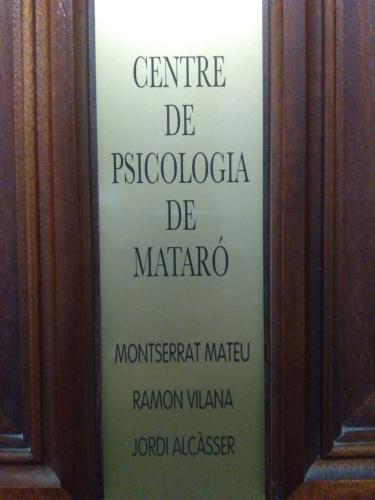 CENTRE
DE
PSICOLOGIA
DE
MATARÓ
MONTSERRAT MATEU
RAMON VILANA
JORDI ALCÀSSER